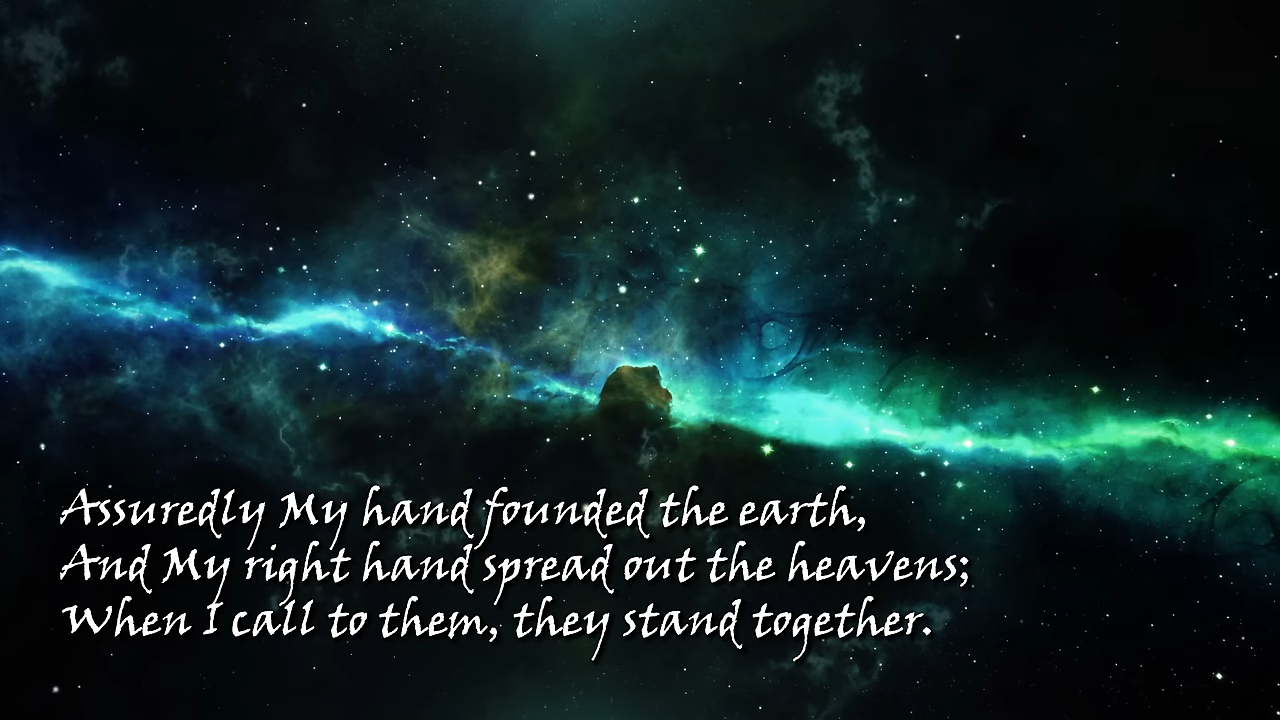 Assuredly My hand founded the earth,
And My right hand spread out the heavens;
When I call to them, they stand together.